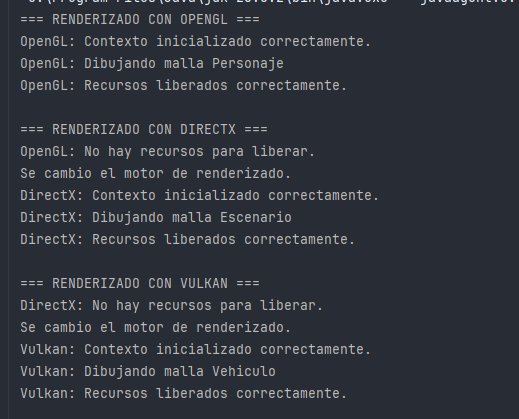 === RENDERIZADO CON OPENGL ===
OpenGL: Contexto inicializado correctamente.
OpenGL: Dibujando malla Personaje
OpenGL: Recursos liberados correctamente.
=== RENDERIZADO CON DIRECTX ===
OpenGL: No hay recursos para liberar.
Se cambio el motor de renderizado.
DirectX: Contexto inicializado correctamente.
DirectX: Dibujando malla Escenario
DirectX: Recursos liberados correctamente.
=== RENDERIZADO CON VULKAN ===
DirectX: No hay recursos para liberar.
Se cambio el motor de renderizado.
Vulkan: Contexto inicializado correctamente.
Vulkan: Dibujando malla Vehiculo
Vulkan: Recursos liberados correctamente.